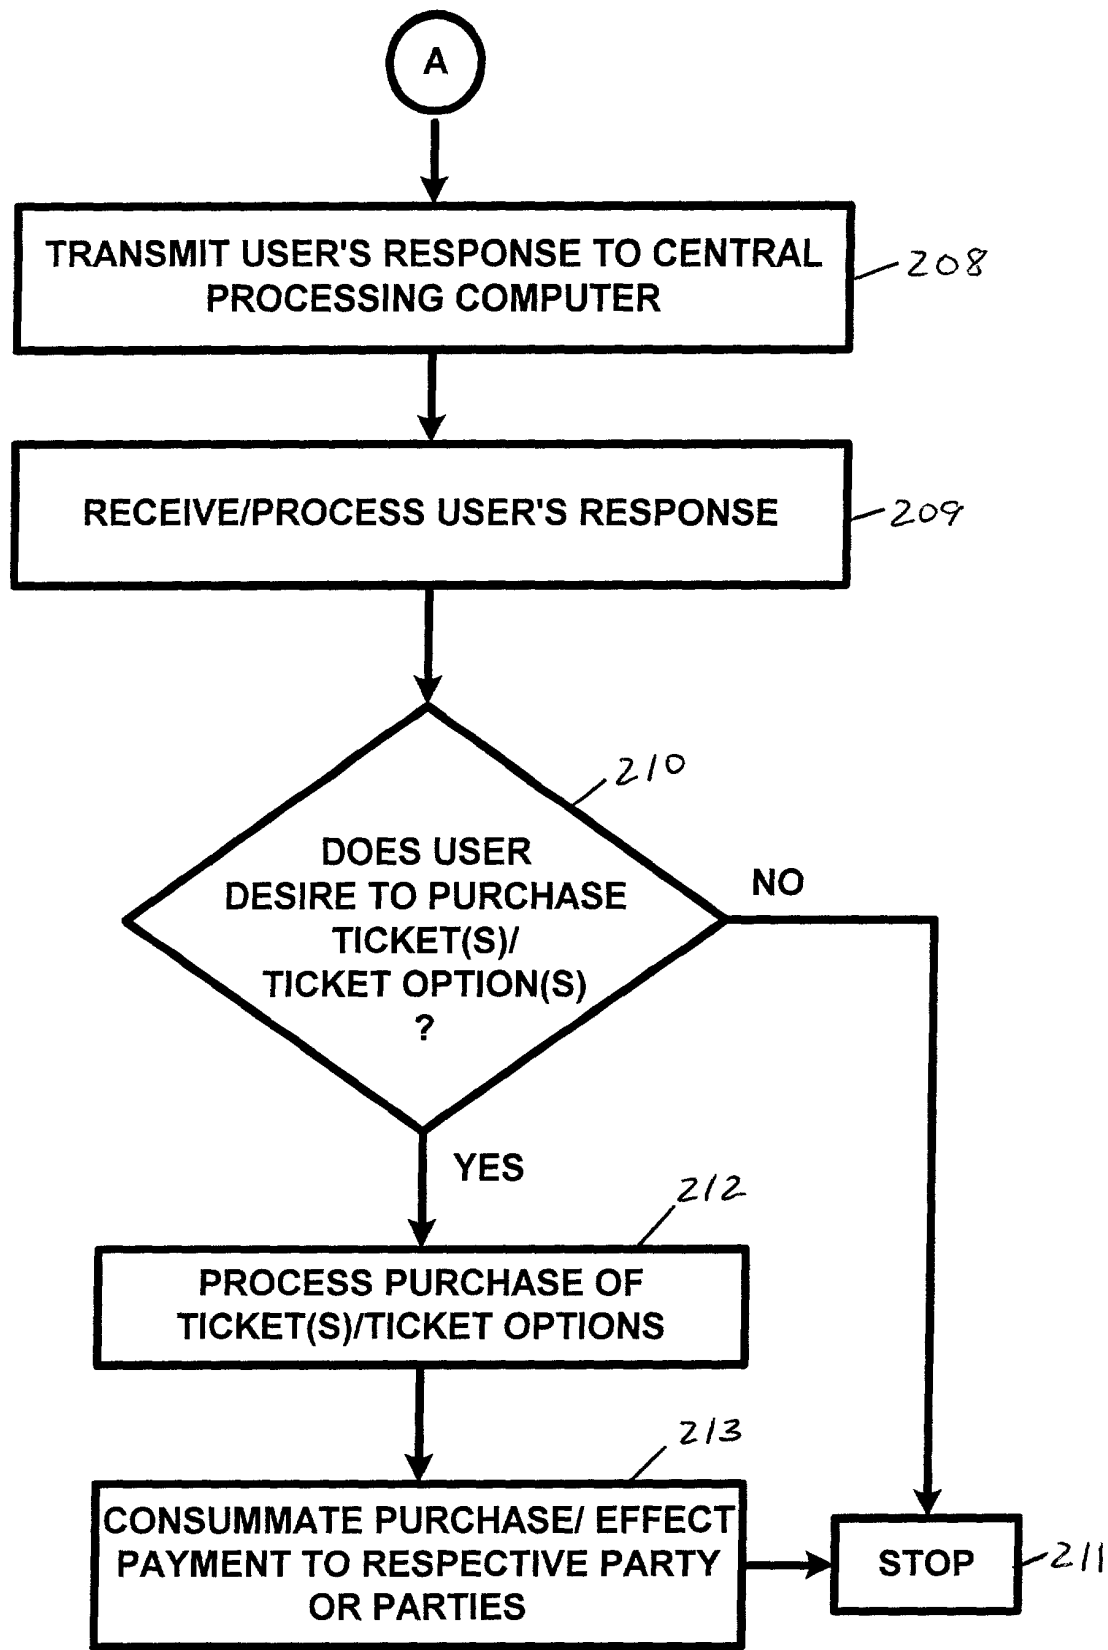 A
TRANSMIT USER'S RESPONSE TO CENTRAL
PROCESSING COMPUTER
208
RECEIVE/PROCESS USER'S RESPONSE
209
210
DOES USER
DESIRE TO PURCHASE
TICKET(S)/
TICKET OPTION(S)
?
NO
YES
212
PROCESS PURCHASE OF
TICKET(S)/TICKET OPTIONS
213
CONSUMMATE PURCHASE/ EFFECT
PAYMENT TO RESPECTIVE PARTY
OR PARTIES
STOP
211